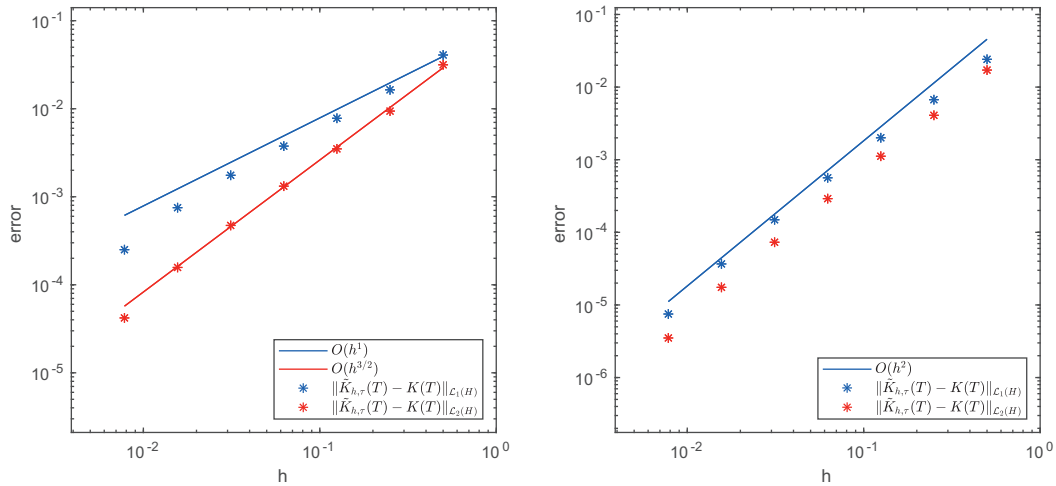 10^{-1}
10^{-2}
10^{-3}
10^{-4}
10^{-5}
error
10^{-2}
10^{-1}
10^{0}
h
O(h^1)
O(h^{3/2})
‖K̃_{h,τ}(T) − K(T)‖_{𝓛_1(H)}
‖K̃_{h,τ}(T) − K(T)‖_{𝓛_2(H)}
10^{-1}
10^{-2}
10^{-3}
10^{-4}
10^{-5}
10^{-6}
error
10^{-2}
10^{-1}
10^{0}
h
O(h^2)
‖K̃_{h,τ}(T) − K(T)‖_{𝓛_1(H)}
‖K̃_{h,τ}(T) − K(T)‖_{𝓛_2(H)}